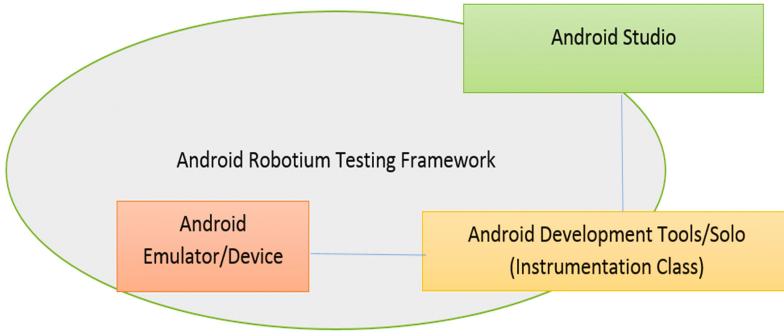 Android Studio
Android Robotium Testing Framework
Android
Emulator/Device
Android Development Tools/Solo
(Instrumentation Class)